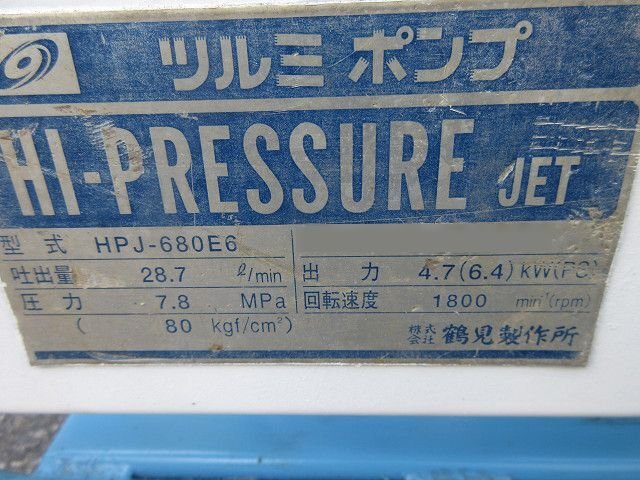 ツルミポンプ
HI-PRESSURE JET
型式 HPJ-680E6
吐出量 28.7 ℓ/min 出力 4.7(6.4) kW(PS)
圧力 7.8 MPa 回転速度 1800 min⁻¹(rpm)
( 80 kgf/cm²) 株式会社 鶴見製作所